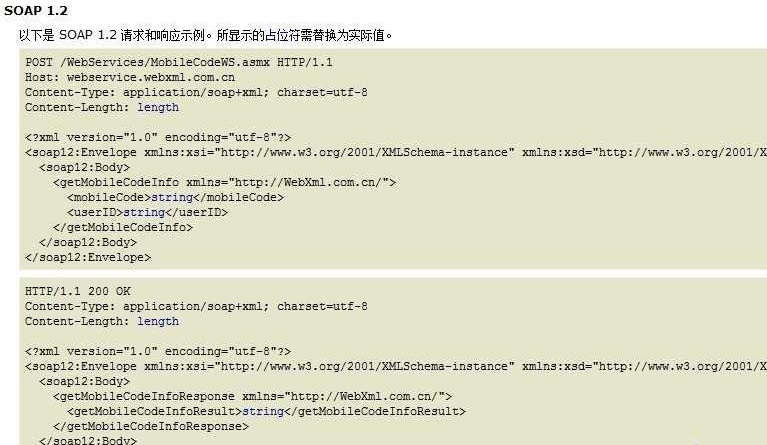 SOAP 1.2
以下是 SOAP 1.2 请求和响应示例。所显示的占位符需替换为实际值。
POST /WebServices/MobileCodeWS.asmx HTTP/1.1
Host: webservice.webxml.com.cn
Content-Type: application/soap+xml; charset=utf-8
Content-Length: length
<?xml version="1.0" encoding="utf-8"?>
<soap12:Envelope xmlns:xsi="http://www.w3.org/2001/XMLSchema-instance" xmlns:xsd="http://www.w3.org/2001/X
<soap12:Body>
<getMobileCodeInfo xmlns="http://WebXml.com.cn/">
<mobileCode>string</mobileCode>
<userID>string</userID>
</getMobileCodeInfo>
</soap12:Body>
</soap12:Envelope>
HTTP/1.1 200 OK
Content-Type: application/soap+xml; charset=utf-8
Content-Length: length
<?xml version="1.0" encoding="utf-8"?>
<soap12:Envelope xmlns:xsi="http://www.w3.org/2001/XMLSchema-instance" xmlns:xsd="http://www.w3.org/2001/X
<soap12:Body>
<getMobileCodeInfoResponse xmlns="http://WebXml.com.cn/">
<getMobileCodeInfoResult>string</getMobileCodeInfoResult>
</getMobileCodeInfoResponse>
</soap12:Body>